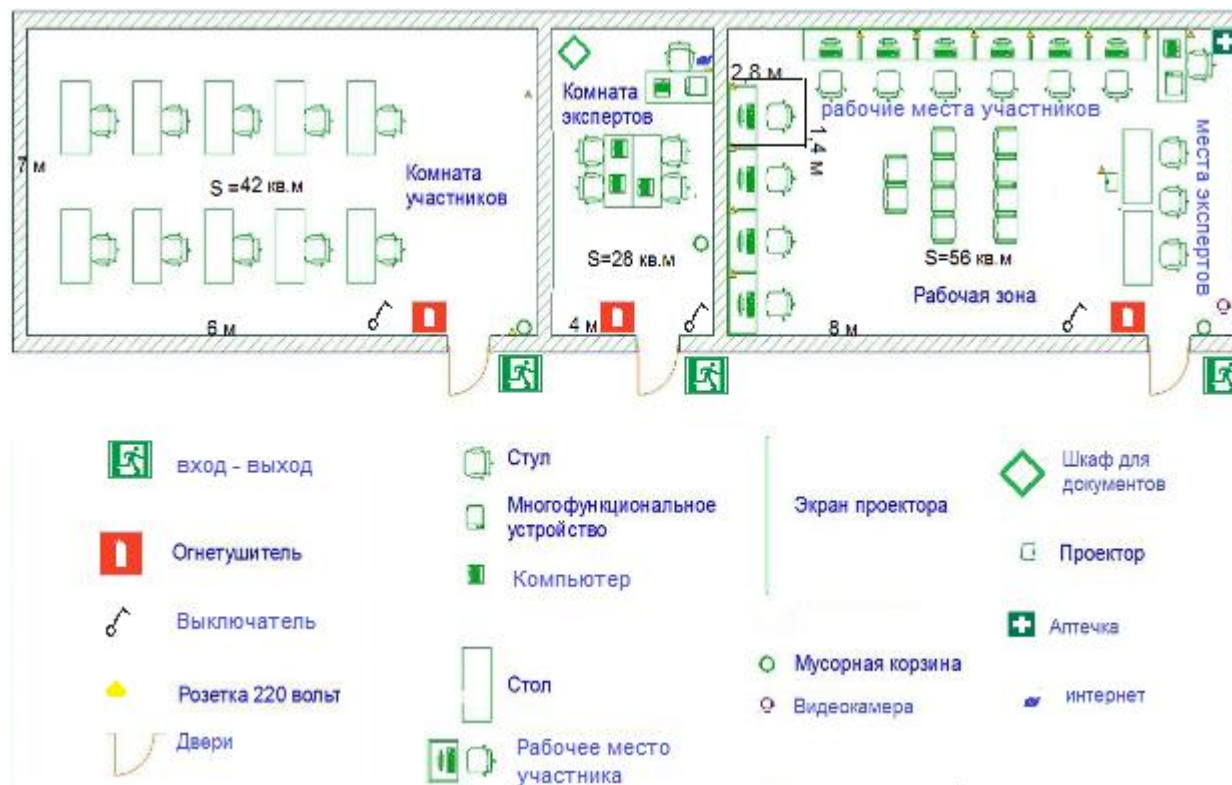 2,8 м
рабочие места участников
1,4 м
Комната
экспертов
места экспертов
7 м
S =42 кв.м
Комната
участников
S=28 кв.м
S=56 кв.м
Рабочая зона
6 м
4 м
8 м
вход - выход
Огнетушитель
Выключатель
Розетка 220 вольт
Двери
Стул
Многофункциональное
устройство
Компьютер
Стол
Рабочее место
участника
Экран проектора
Мусорная корзина
Видеокамера
Шкаф для
документов
Проектор
Аптечка
интернет